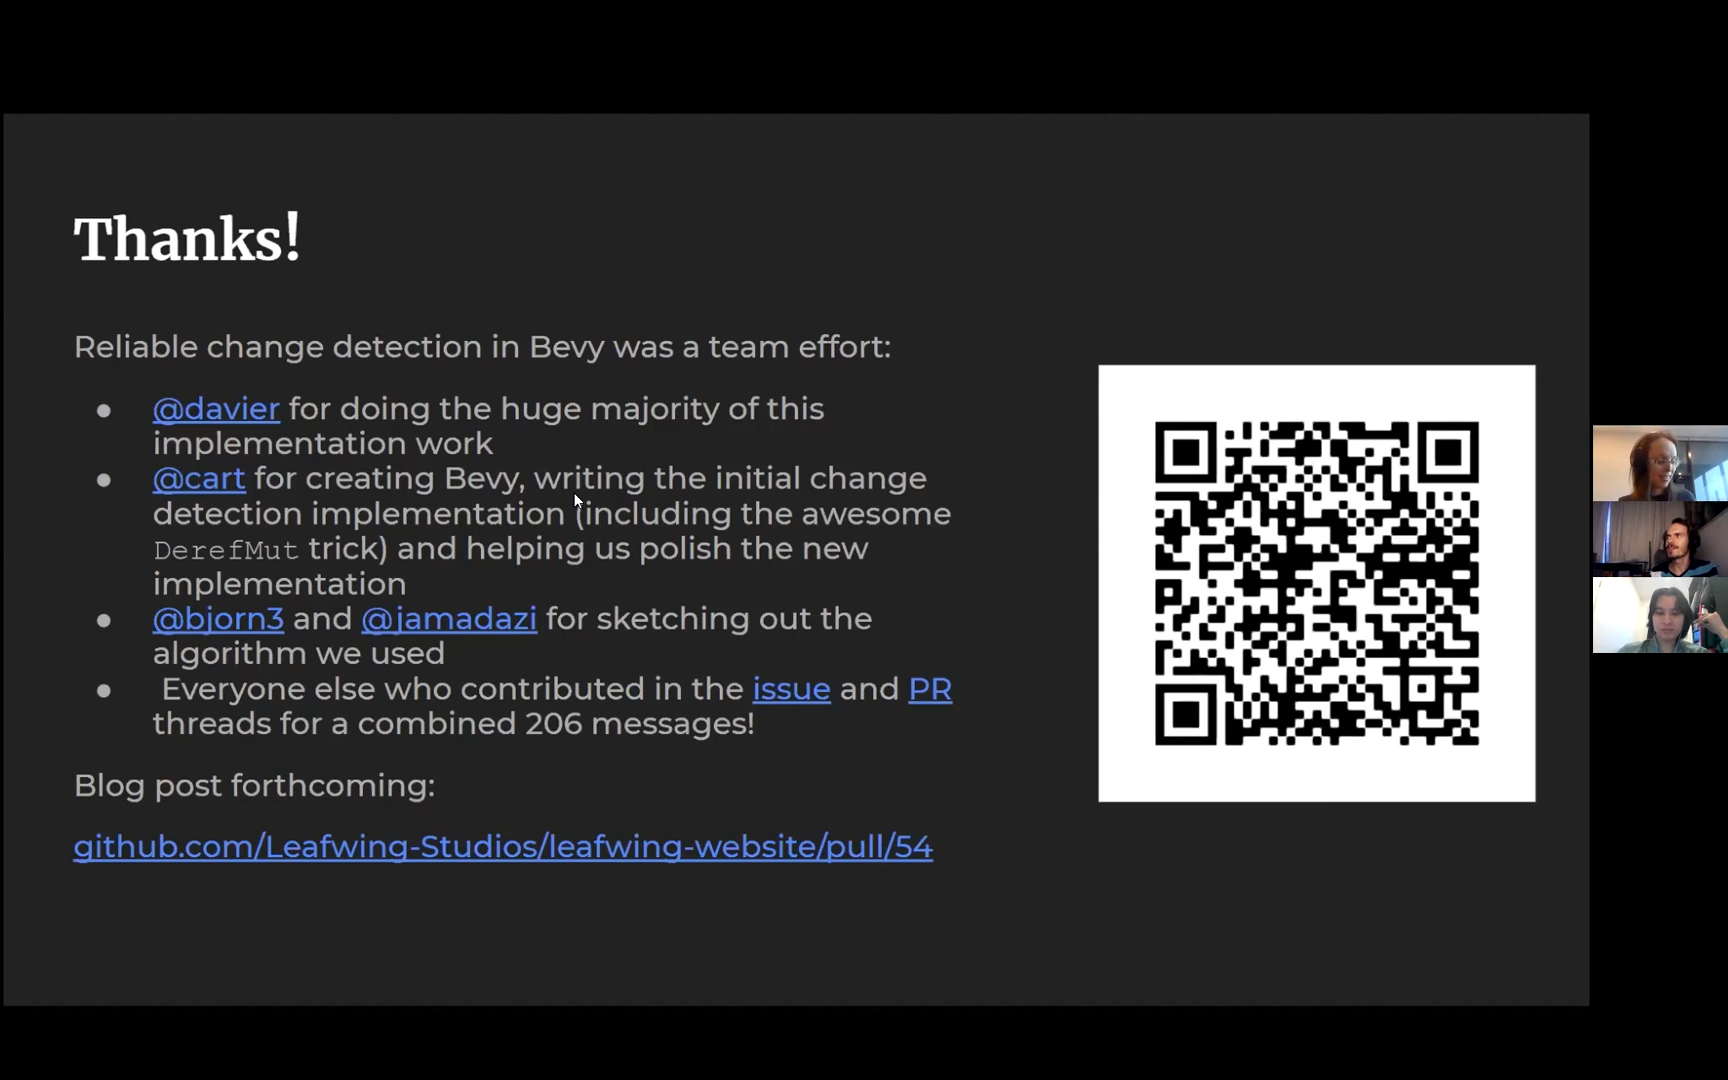 Thanks!
Reliable change detection in Bevy was a team effort:
● @davier for doing the huge majority of this
implementation work
● @cart for creating Bevy, writing the initial change
detection implementation (including the awesome
DerefMut trick) and helping us polish the new
implementation
● @bjorn3 and @jamadazi for sketching out the
algorithm we used
● Everyone else who contributed in the issue and PR
threads for a combined 206 messages!
Blog post forthcoming:
github.com/Leafwing-Studios/leafwing-website/pull/54